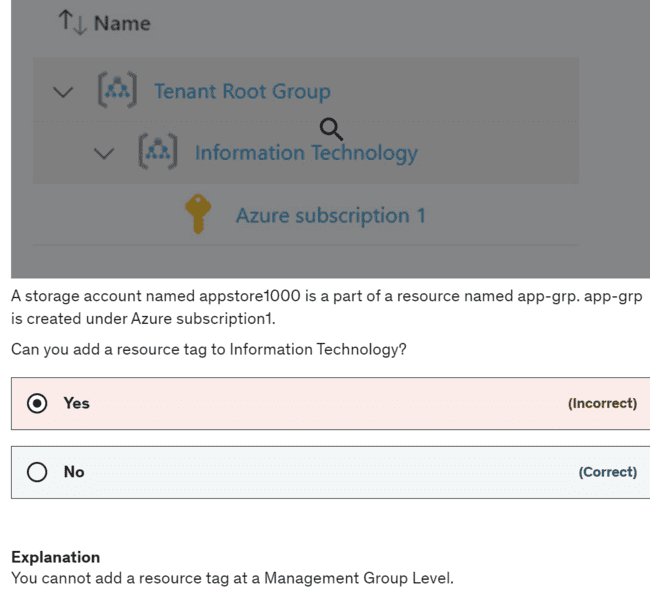 ↑↓ Name
Tenant Root Group
Information Technology
Azure subscription 1
A storage account named appstore1000 is a part of a resource named app-grp. app-grp
is created under Azure subscription1.
Can you add a resource tag to Information Technology?
Yes (Incorrect)
No (Correct)
Explanation
You cannot add a resource tag at a Management Group Level.